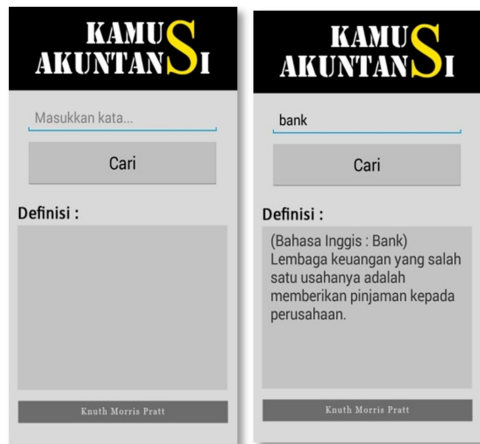 KAMUS
AKUNTANSI
Masukkan kata...
Cari
Definisi :
Knuth Morris Pratt
KAMUS
AKUNTANSI
bank
Cari
Definisi :
(Bahasa Inggris : Bank)
Lembaga keuangan yang salah
satu usahanya adalah
memberikan pinjaman kepada
perusahaan.
Knuth Morris Pratt